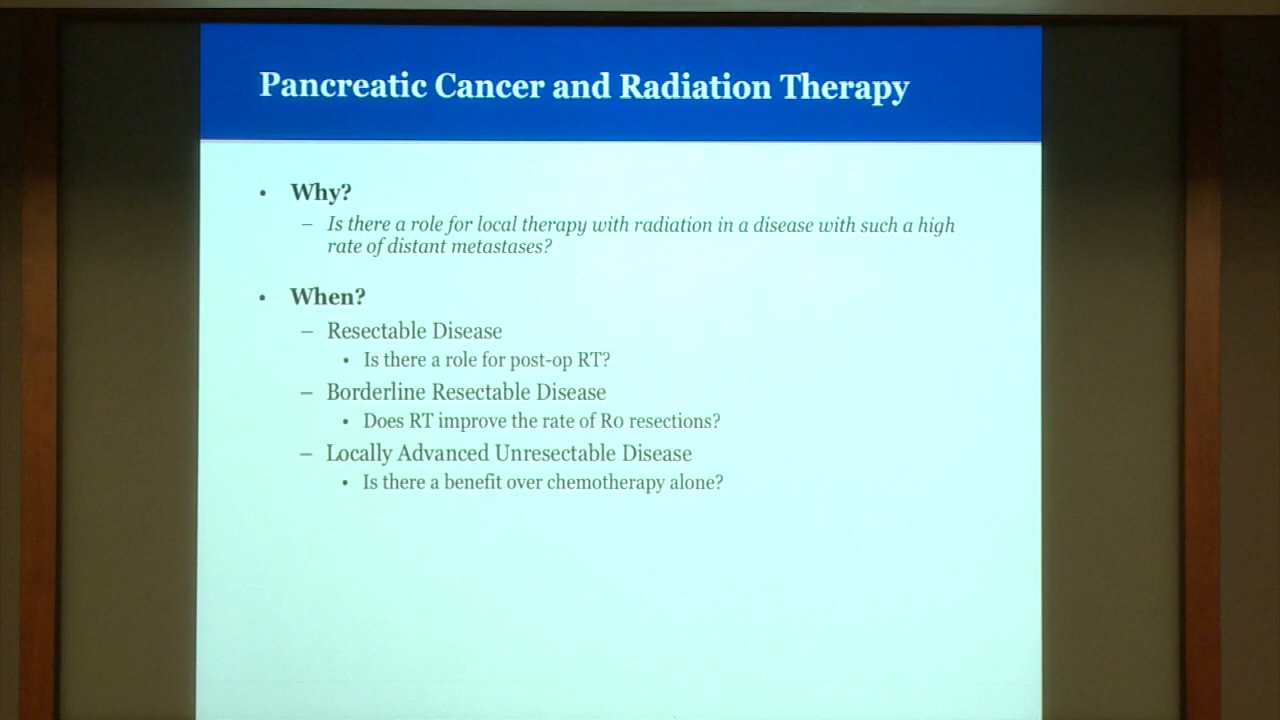 Pancreatic Cancer and Radiation Therapy
• Why?
– Is there a role for local therapy with radiation in a disease with such a high
rate of distant metastases?
• When?
– Resectable Disease
• Is there a role for post-op RT?
– Borderline Resectable Disease
• Does RT improve the rate of R0 resections?
– Locally Advanced Unresectable Disease
• Is there a benefit over chemotherapy alone?